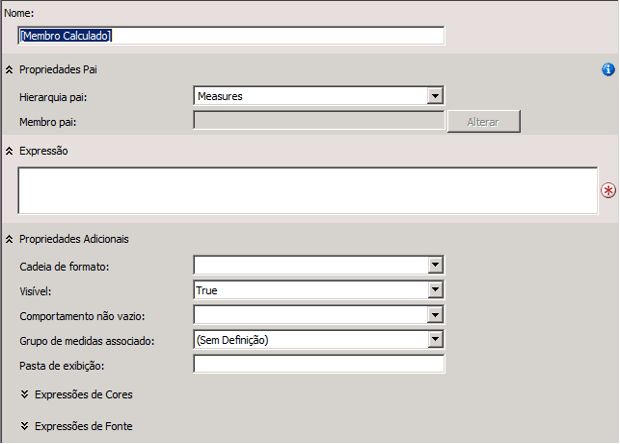 Nome:
[Membro Calculado]
Propriedades Pai
Hierarquia pai: Measures
Membro pai: Alterar
Expressão
Propriedades Adicionais
Cadeia de formato:
Visível: True
Comportamento não vazio:
Grupo de medidas associado: (Sem Definição)
Pasta de exibição:
Expressões de Cores
Expressões de Fonte